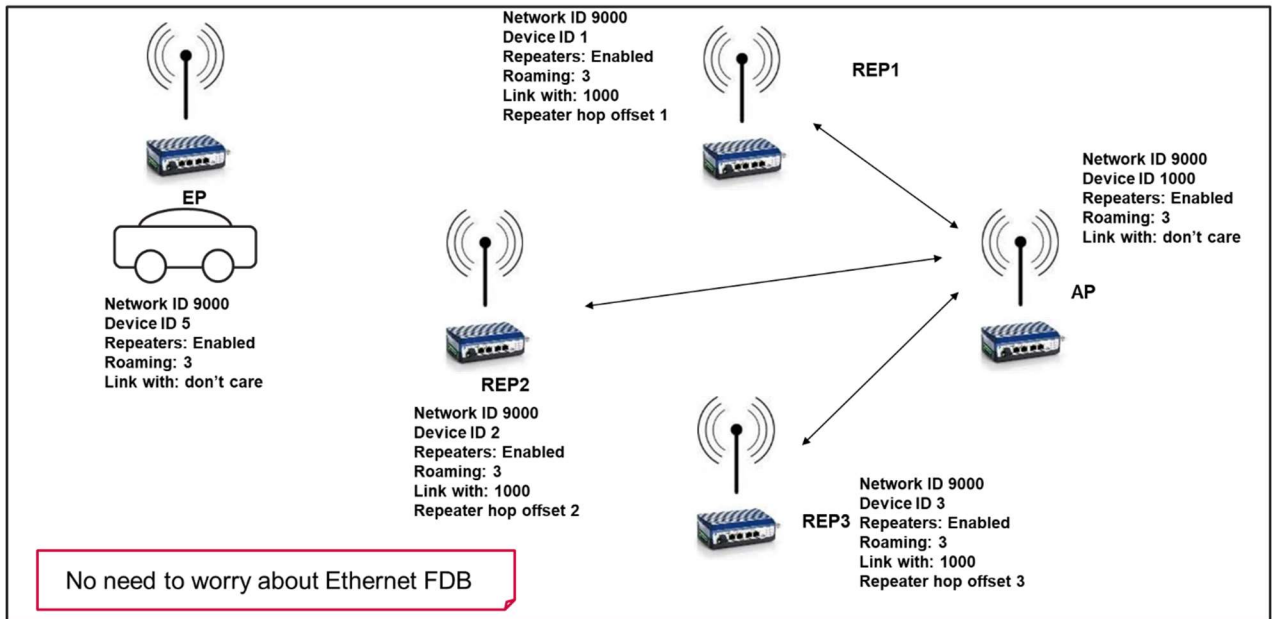 Network ID 9000
Device ID 1
Repeaters: Enabled
Roaming: 3
Link with: 1000
Repeater hop offset 1
REP1
Network ID 9000
Device ID 1000
Repeaters: Enabled
Roaming: 3
Link with: don't care
AP
EP
Network ID 9000
Device ID 5
Repeaters: Enabled
Roaming: 3
Link with: don't care
REP2
Network ID 9000
Device ID 2
Repeaters: Enabled
Roaming: 3
Link with: 1000
Repeater hop offset 2
REP3
Network ID 9000
Device ID 3
Repeaters: Enabled
Roaming: 3
Link with: 1000
Repeater hop offset 3
No need to worry about Ethernet FDB